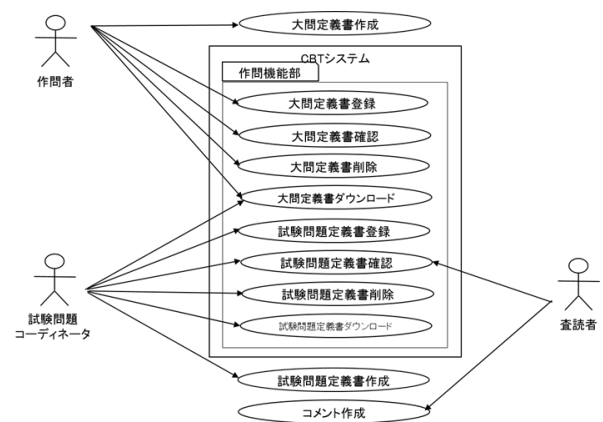 大問定義書作成
CBTシステム
作問機能部
作問者
大問定義書登録
大問定義書確認
大問定義書削除
大問定義書ダウンロード
試験問題定義書登録
試験問題定義書確認
試験問題定義書削除
試験問題
コーディネータ
試験問題定義書ダウンロード
査読者
試験問題定義書作成
コメント作成